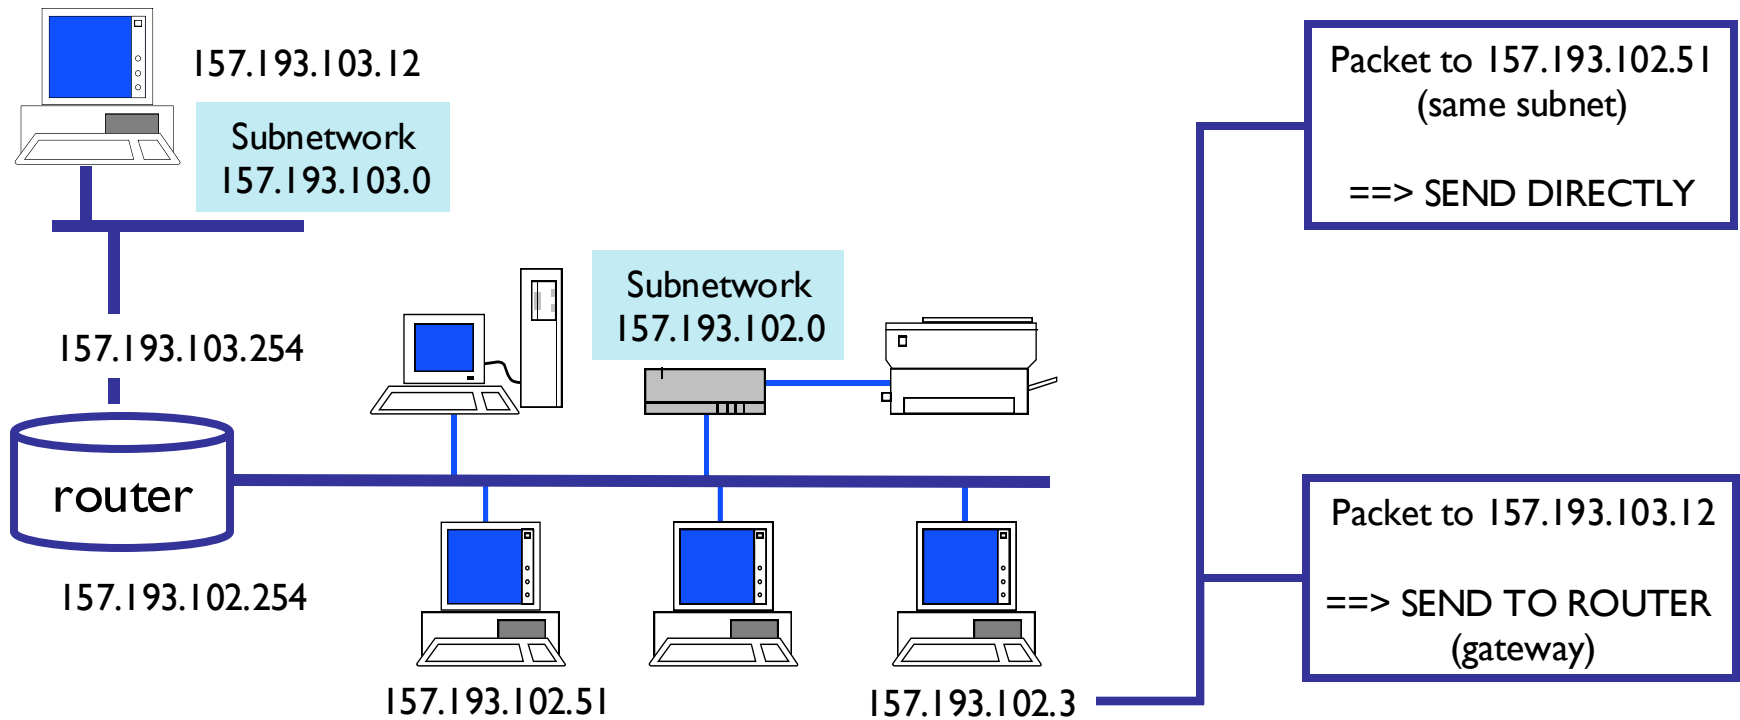 157.193.103.12
Subnetwork
157.193.103.0
157.193.103.254
router
157.193.102.254
Subnetwork
157.193.102.0
157.193.102.51
157.193.102.3
Packet to 157.193.102.51
(same subnet)
==> SEND DIRECTLY
Packet to 157.193.103.12
==> SEND TO ROUTER
(gateway)